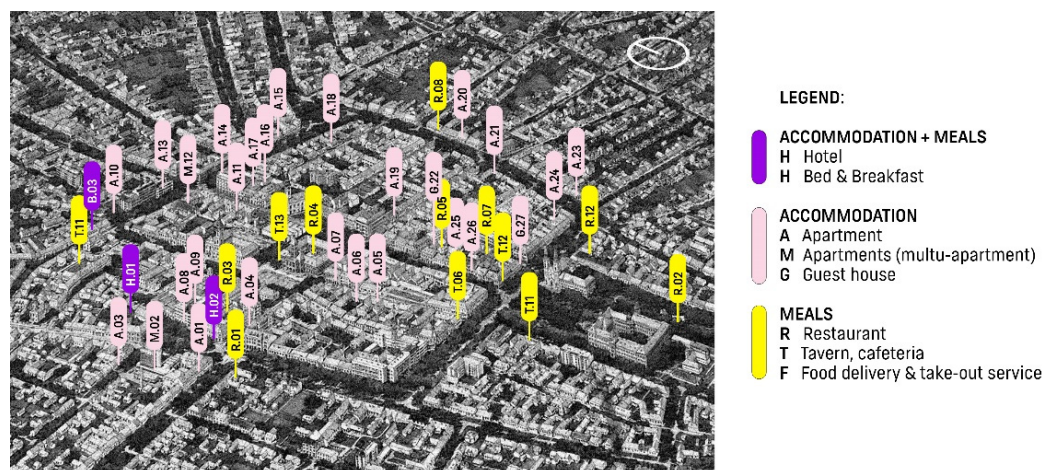 A.15
A.18
R.08
A.20
A.14
A.16
A.21
A.13
A.17
M.12
A.11
A.10
B.03
A.19
G.22
A.23
A.24
T.11
T.13
R.04
R.05
R.07
R.12
A.07
A.25
A.26
T.12
G.27
H.01
A.08
A.09
R.03
A.04
A.06
A.05
T.06
R.02
H.02
T.11
A.03
M.02
A.01
R.01
LEGEND:
ACCOMMODATION + MEALS
H Hotel
H Bed & Breakfast
ACCOMMODATION
A Apartment
M Apartments (multu-apartment)
G Guest house
MEALS
R Restaurant
T Tavern, cafeteria
F Food delivery & take-out service